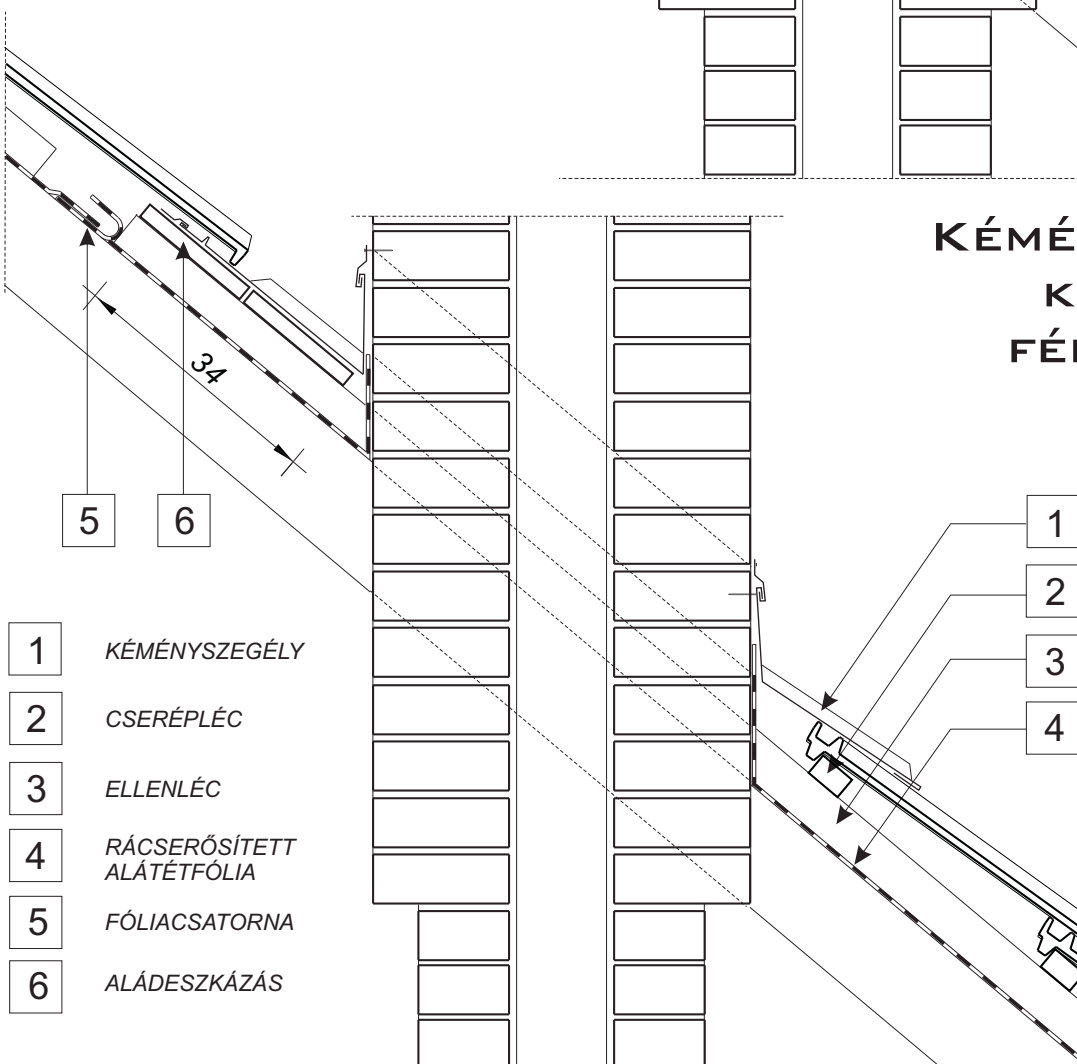 KÉMÉ
K
FÉ
34
5
6
1
2
3
4
1 KÉMÉNYSZEGÉLY
2 CSERÉPLÉC
3 ELLENLÉC
4 RÁCSERŐSÍTETT
ALÁTÉTFÓLIA
5 FÓLIACSATORNA
6 ALÁDESZKÁZÁS